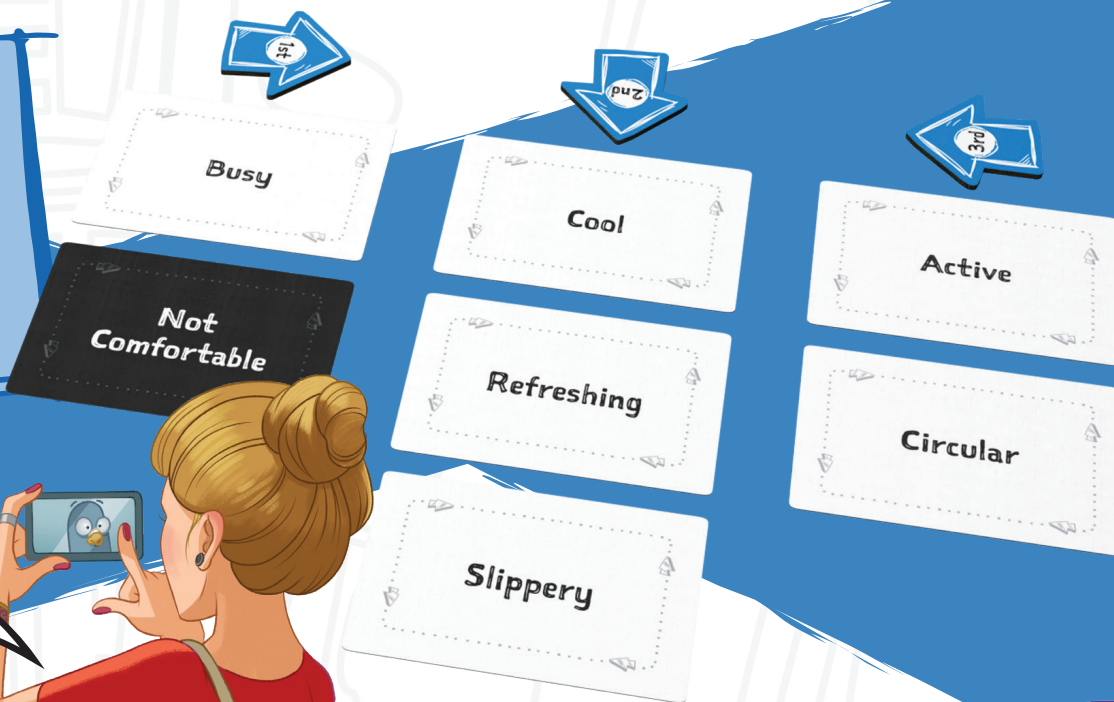 1st
2nd
3rd
Busy
Cool
Active
Not
Comfortable
Refreshing
Circular
Slippery